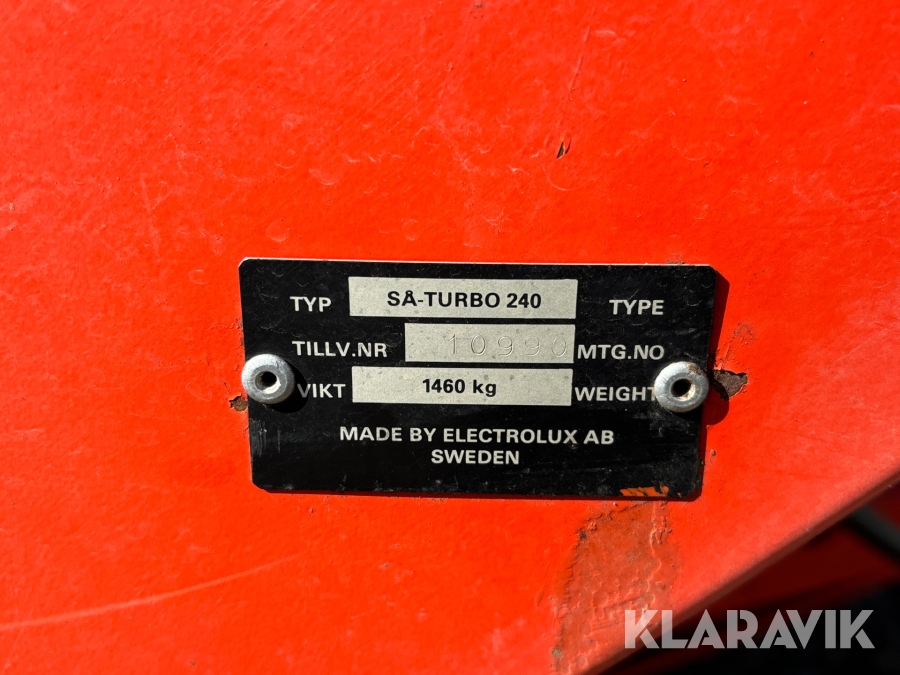 TYP SÅ-TURBO 240 TYPE
TILLV.NR 10990 MTG.NO
VIKT 1460 kg WEIGHT
MADE BY ELECTROLUX AB
SWEDEN
KLARAVIK